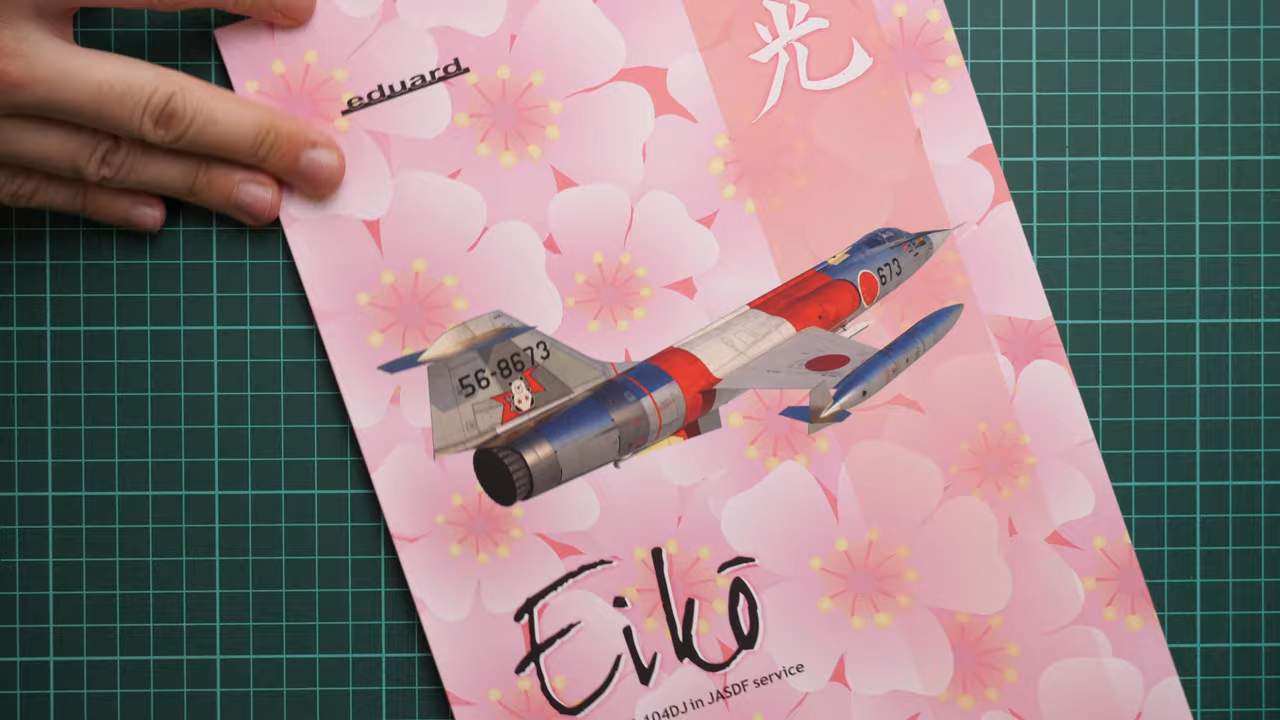 eduard
光
673
56-8673
Eikō
104DJ in JASDF service